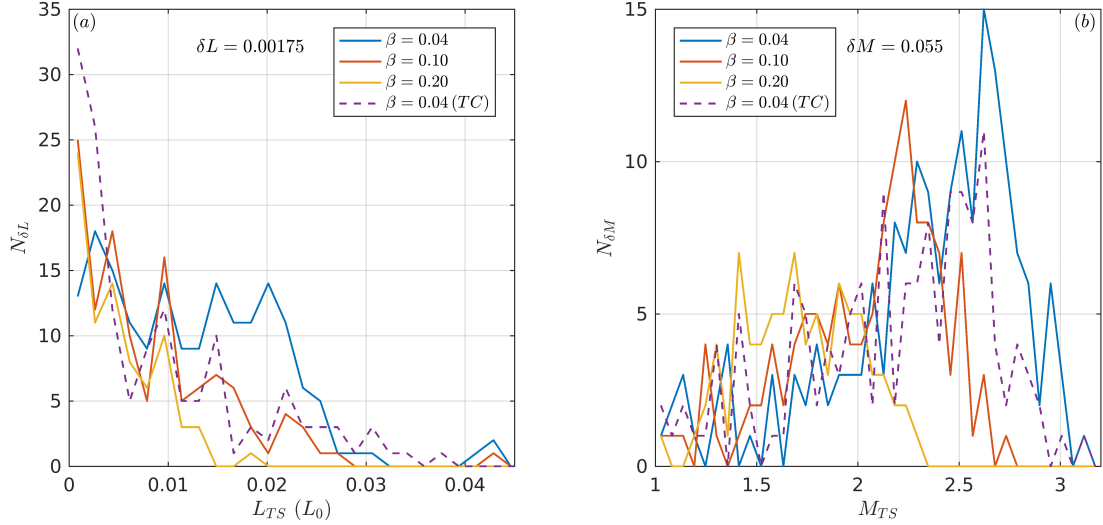 (a)
δL = 0.00175
β = 0.04
β = 0.10
β = 0.20
β = 0.04 (TC)
35
30
25
20
15
10
5
0
N_δL
0 0.01 0.02 0.03 0.04
L_TS (L_0)
(b)
β = 0.04
β = 0.10
β = 0.20
β = 0.04 (TC)
δM = 0.055
15
10
5
0
N_δM
1 1.5 2 2.5 3
M_TS